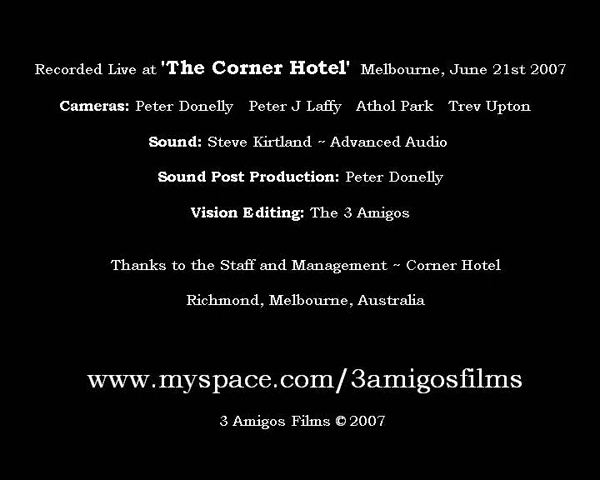 Recorded Live at 'The Corner Hotel' Melbourne, June 21st 2007
Cameras: Peter Donelly Peter J Laffy Athol Park Trev Upton
Sound: Steve Kirtland ~ Advanced Audio
Sound Post Production: Peter Donelly
Vision Editing: The 3 Amigos
Thanks to the Staff and Management ~ Corner Hotel
Richmond, Melbourne, Australia
www.myspace.com/3amigosfilms
3 Amigos Films © 2007